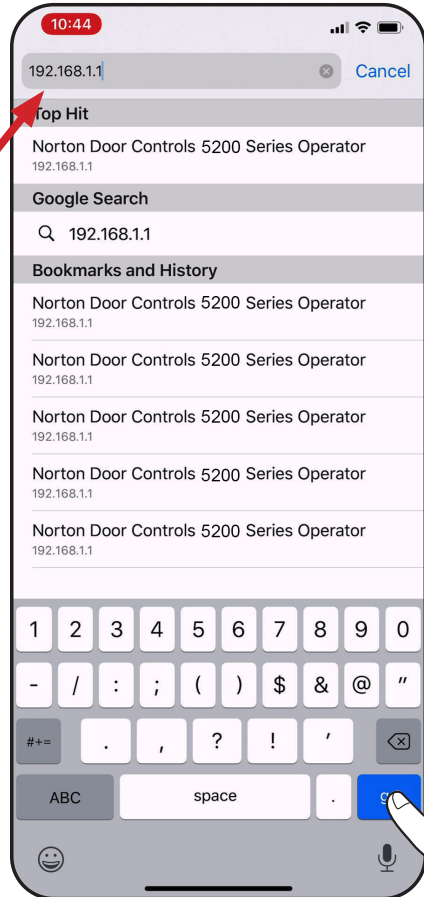 10:44
192.168.1.1
Cancel
Top Hit
Norton Door Controls 5200 Series Operator
192.168.1.1
Google Search
192.168.1.1
Bookmarks and History
Norton Door Controls 5200 Series Operator
192.168.1.1
Norton Door Controls 5200 Series Operator
192.168.1.1
Norton Door Controls 5200 Series Operator
192.168.1.1
Norton Door Controls 5200 Series Operator
192.168.1.1
Norton Door Controls 5200 Series Operator
192.168.1.1
1 2 3 4 5 6 7 8 9 0
- / : ; ( ) $ & @ "
#+= . , ? ! '
ABC space .